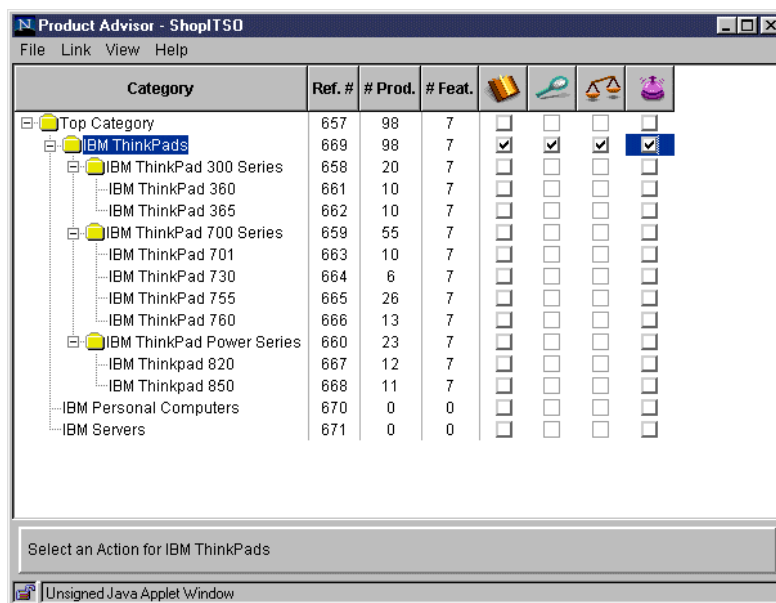 Product Advisor - ShopITSO
File Link View Help
Category Ref. # # Prod. # Feat.
Top Category 657 98 7
IBM ThinkPads 669 98 7
IBM ThinkPad 300 Series 658 20 7
IBM ThinkPad 360 661 10 7
IBM ThinkPad 365 662 10 7
IBM ThinkPad 700 Series 659 55 7
IBM ThinkPad 701 663 10 7
IBM ThinkPad 730 664 6 7
IBM ThinkPad 755 665 26 7
IBM ThinkPad 760 666 13 7
IBM ThinkPad Power Series 660 23 7
IBM Thinkpad 820 667 12 7
IBM Thinkpad 850 668 11 7
IBM Personal Computers 670 0 0
IBM Servers 671 0 0
Select an Action for IBM ThinkPads
Unsigned Java Applet Window